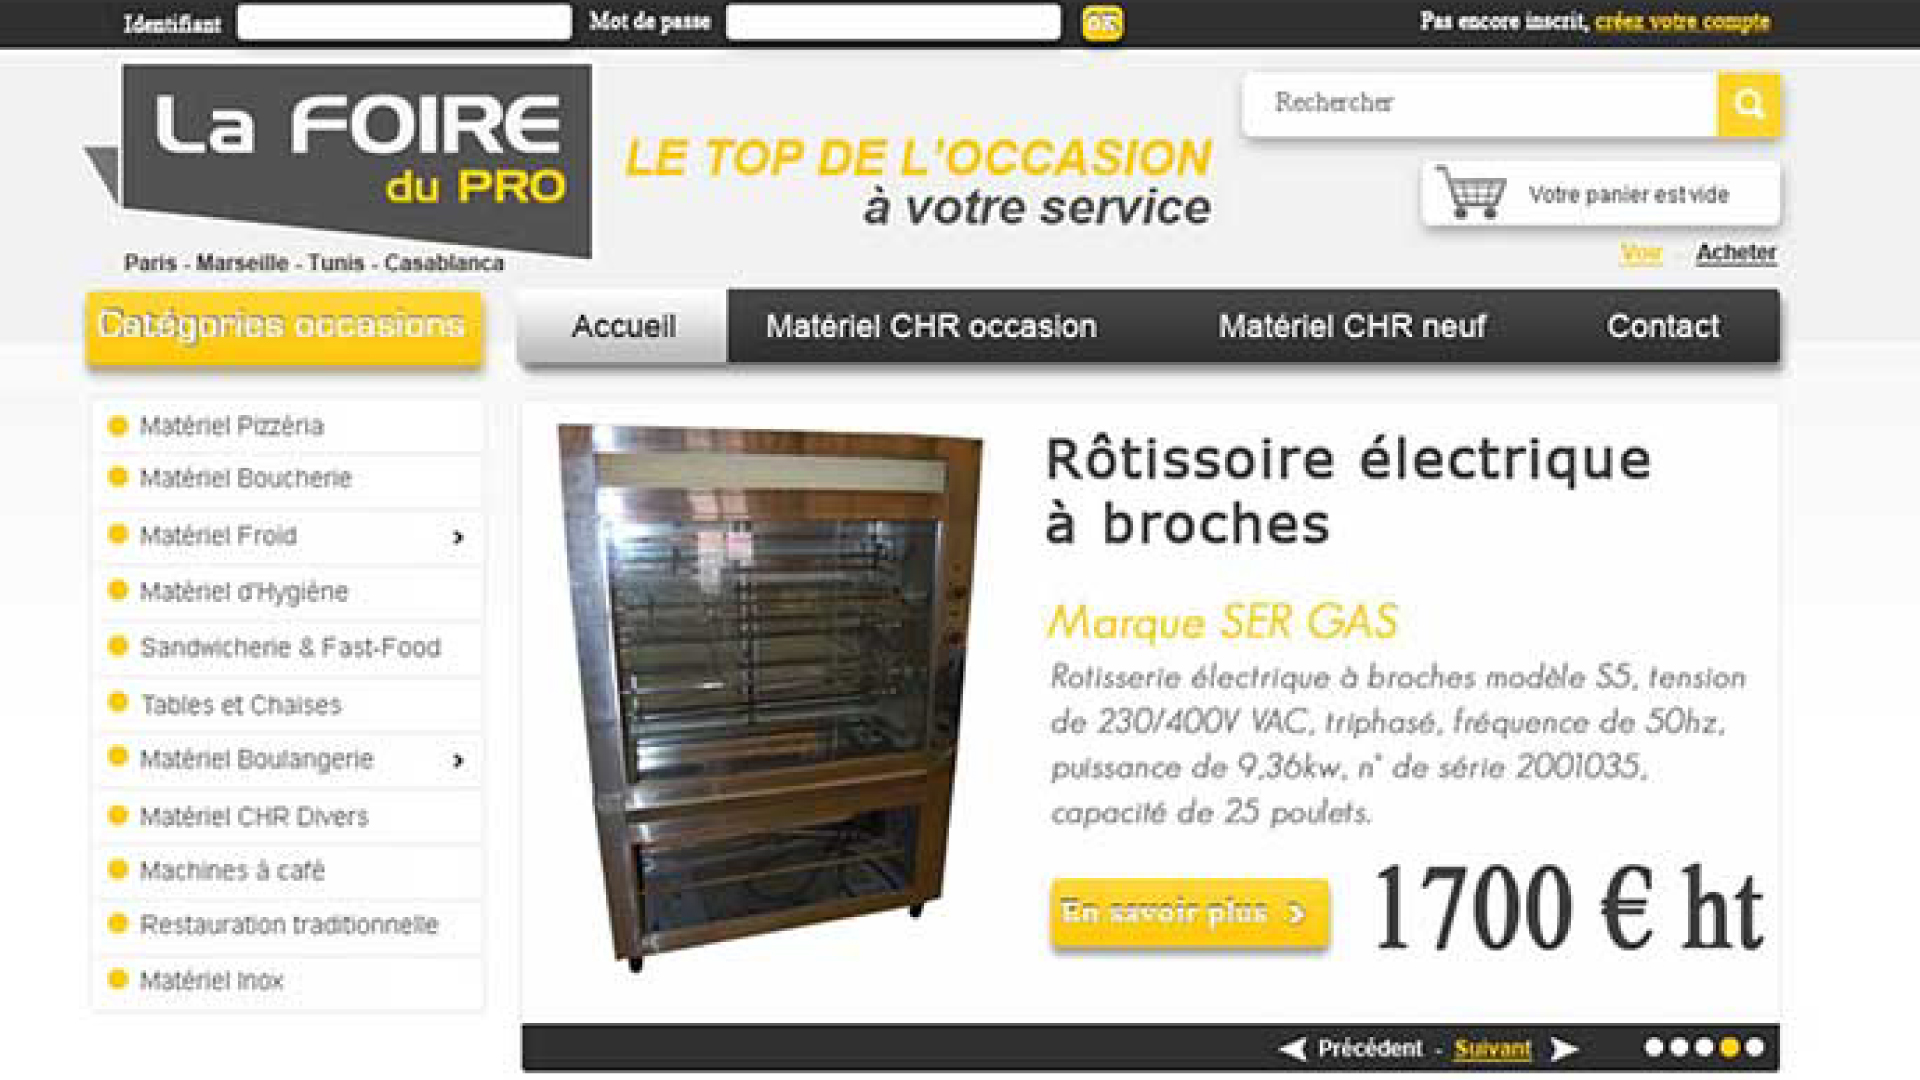 Identifiant
Mot de passe
OK
Pas encore inscrit, créez votre compte
La FOIRE
du PRO
Paris - Marseille - Tunis - Casablanca
LE TOP DE L'OCCASION
à votre service
Rechercher
Votre panier est vide
Voir - Acheter
Catégories occasions
Accueil
Matériel CHR occasion
Matériel CHR neuf
Contact
Matériel Pizzéria
Matériel Boucherie
Matériel Froid
Matériel d'Hygiène
Sandwicherie & Fast-Food
Tables et Chaises
Matériel Boulangerie
Matériel CHR Divers
Machines à café
Restauration traditionnelle
Matériel Inox
Rôtissoire électrique
à broches
Marque SER GAS
Rotisserie électrique à broches modèle S5, tension
de 230/400V VAC, triphasé, fréquence de 50hz,
puissance de 9,36kw, n° de série 2001035,
capacité de 25 poulets.
En savoir plus
1700 € ht
Précédent - Suivant